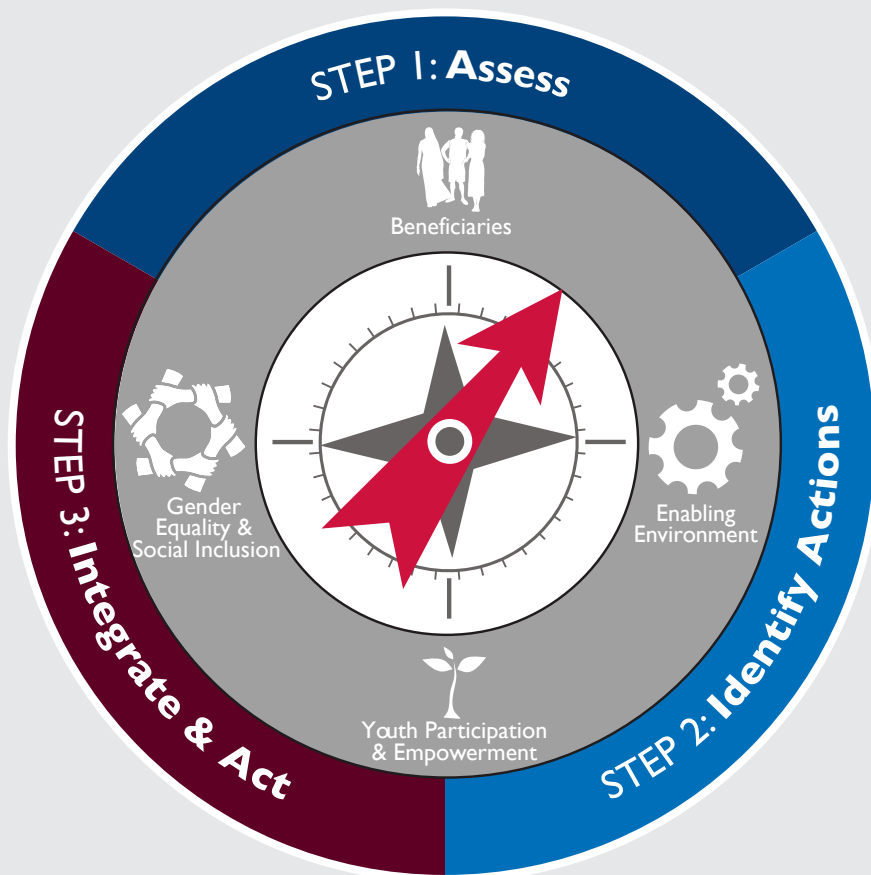 STEP 1: Assess
Beneficiaries
Enabling
Environment
Youth Participation
& Empowerment
Gender
Equality &
Social Inclusion
STEP 2: Identify Actions
STEP 3: Integrate & Act